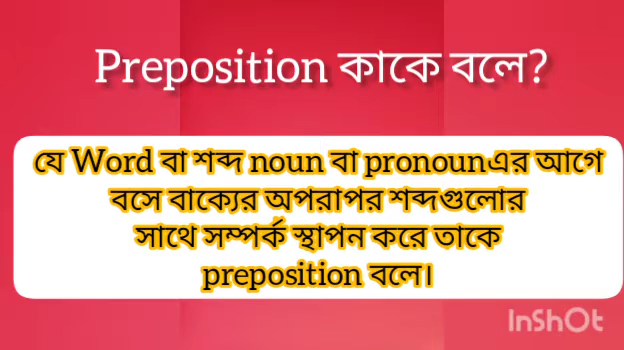 Preposition কাকে বলে?
যে Word বা শব্দ noun বা pronounএর আগে
বসে বাক্যের অপরাপর শব্দগুলোর
সাথে সম্পর্ক স্থাপন করে তাকে
preposition বলে।
InShOt